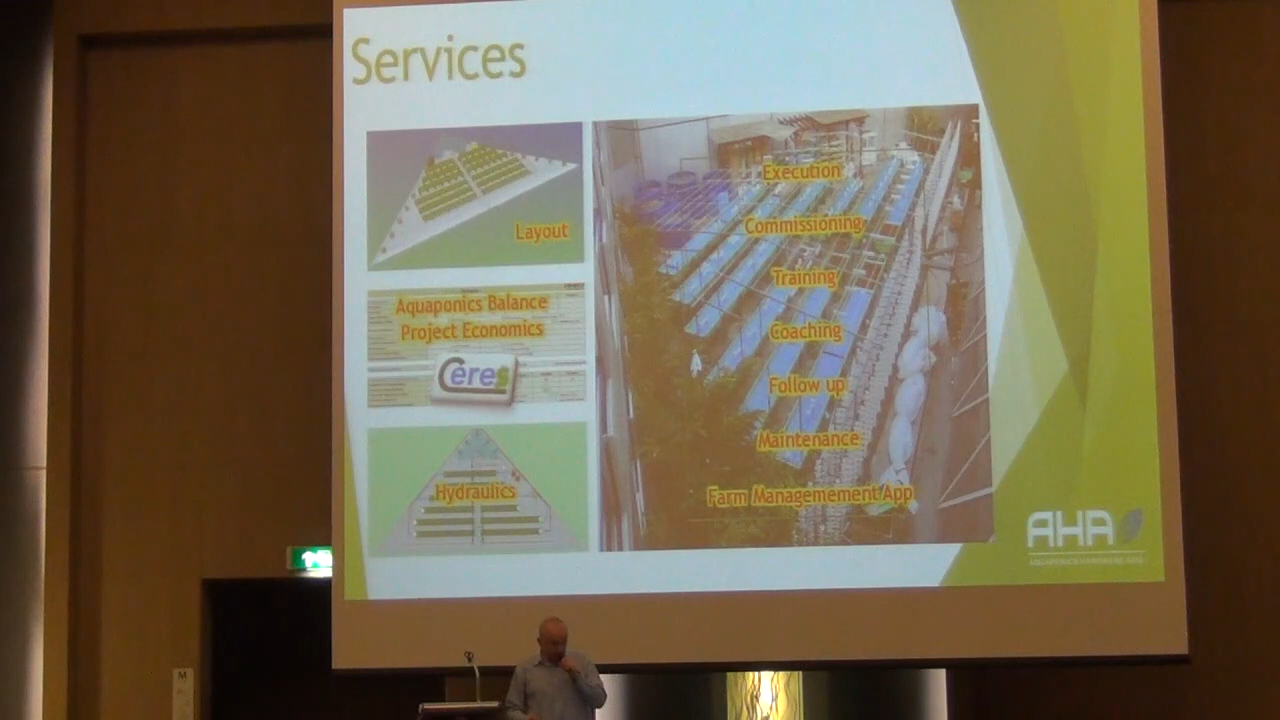 Services
Layout
Aquaponics Balance
Project Economics
Ceres
Hydraulics
Execution
Commissioning
Training
Coaching
Follow up
Maintenance
Farm Managemement App
AHA
M